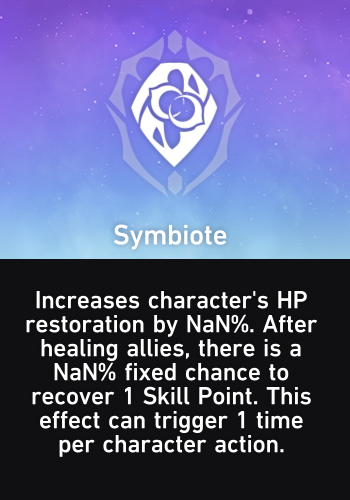 Symbiote
Increases character's HP
restoration by NaN%. After
healing allies, there is a
NaN% fixed chance to
recover 1 Skill Point. This
effect can trigger 1 time
per character action.